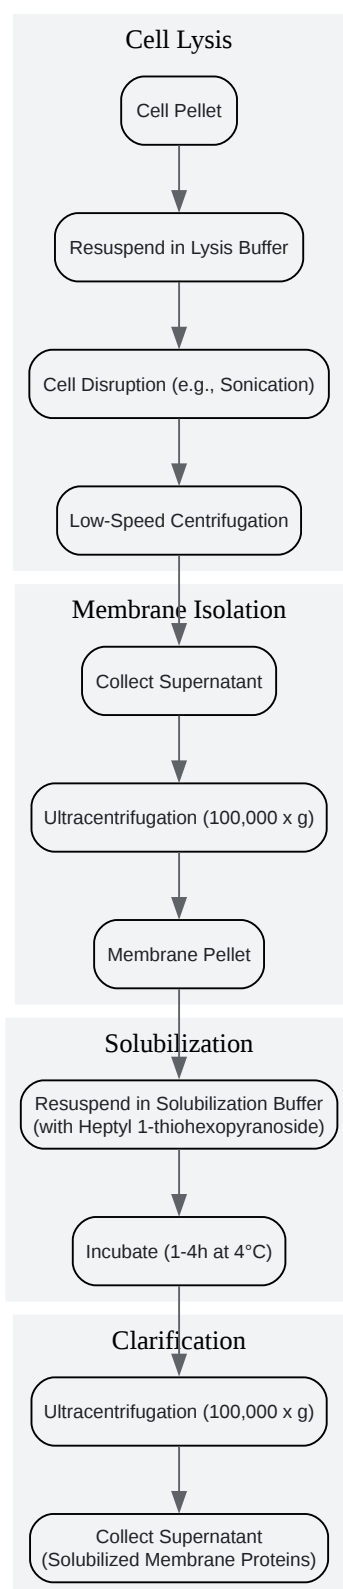 Cell Lysis
Cell Pellet
Resuspend in Lysis Buffer
Cell Disruption (e.g., Sonication)
Low-Speed Centrifugation
Membrane Isolation
Collect Supernatant
Ultracentrifugation (100,000 x g)
Membrane Pellet
Solubilization
Resuspend in Solubilization Buffer
(with Heptyl 1-thiohexopyranoside)
Incubate (1-4h at 4°C)
Clarification
Ultracentrifugation (100,000 x g)
Collect Supernatant
(Solubilized Membrane Proteins)